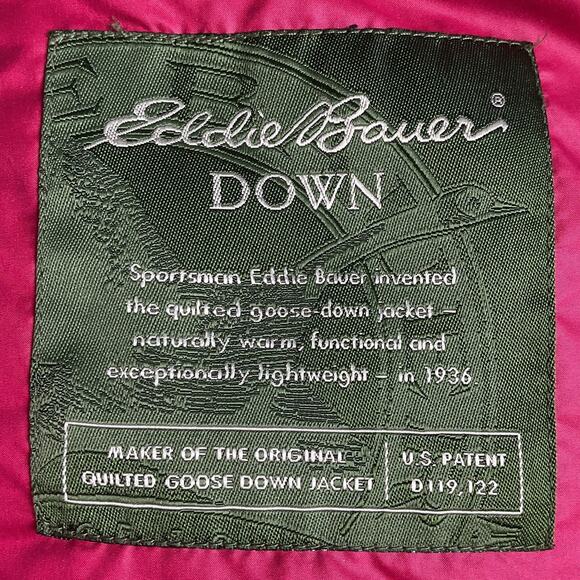 Eddie Bauer®
DOWN
Sportsman Eddie Bauer invented
the quilted goose-down jacket –
naturally warm, functional and
exceptionally lightweight – in 1936.
MAKER OF THE ORIGINAL
QUILTED GOOSE DOWN JACKET
U.S. PATENT
D119,122